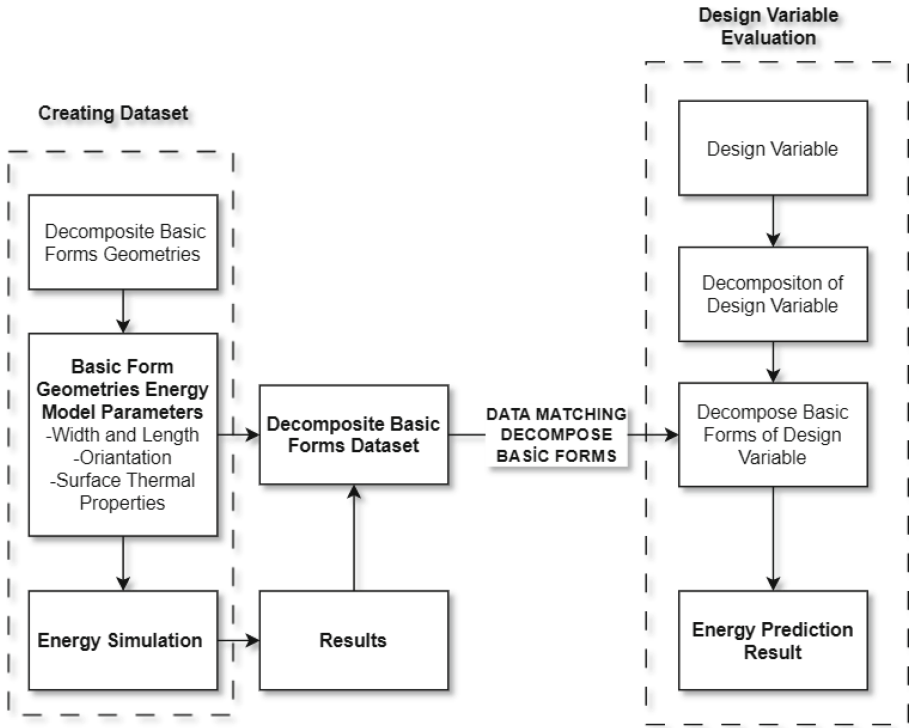 Creating Dataset
Decomposite Basic
Forms Geometries
Basic Form
Geometries Energy
Model Parameters
-Width and Length
-Oriantation
-Surface Thermal
Properties
Energy Simulation
Decomposite Basic
Forms Dataset
Results
DATA MATCHING
DECOMPOSE
BASİC FORMS
Design Variable
Evaluation
Design Variable
Decompositon of
Design Variable
Decompose Basic
Forms of Design
Variable
Energy Prediction
Result